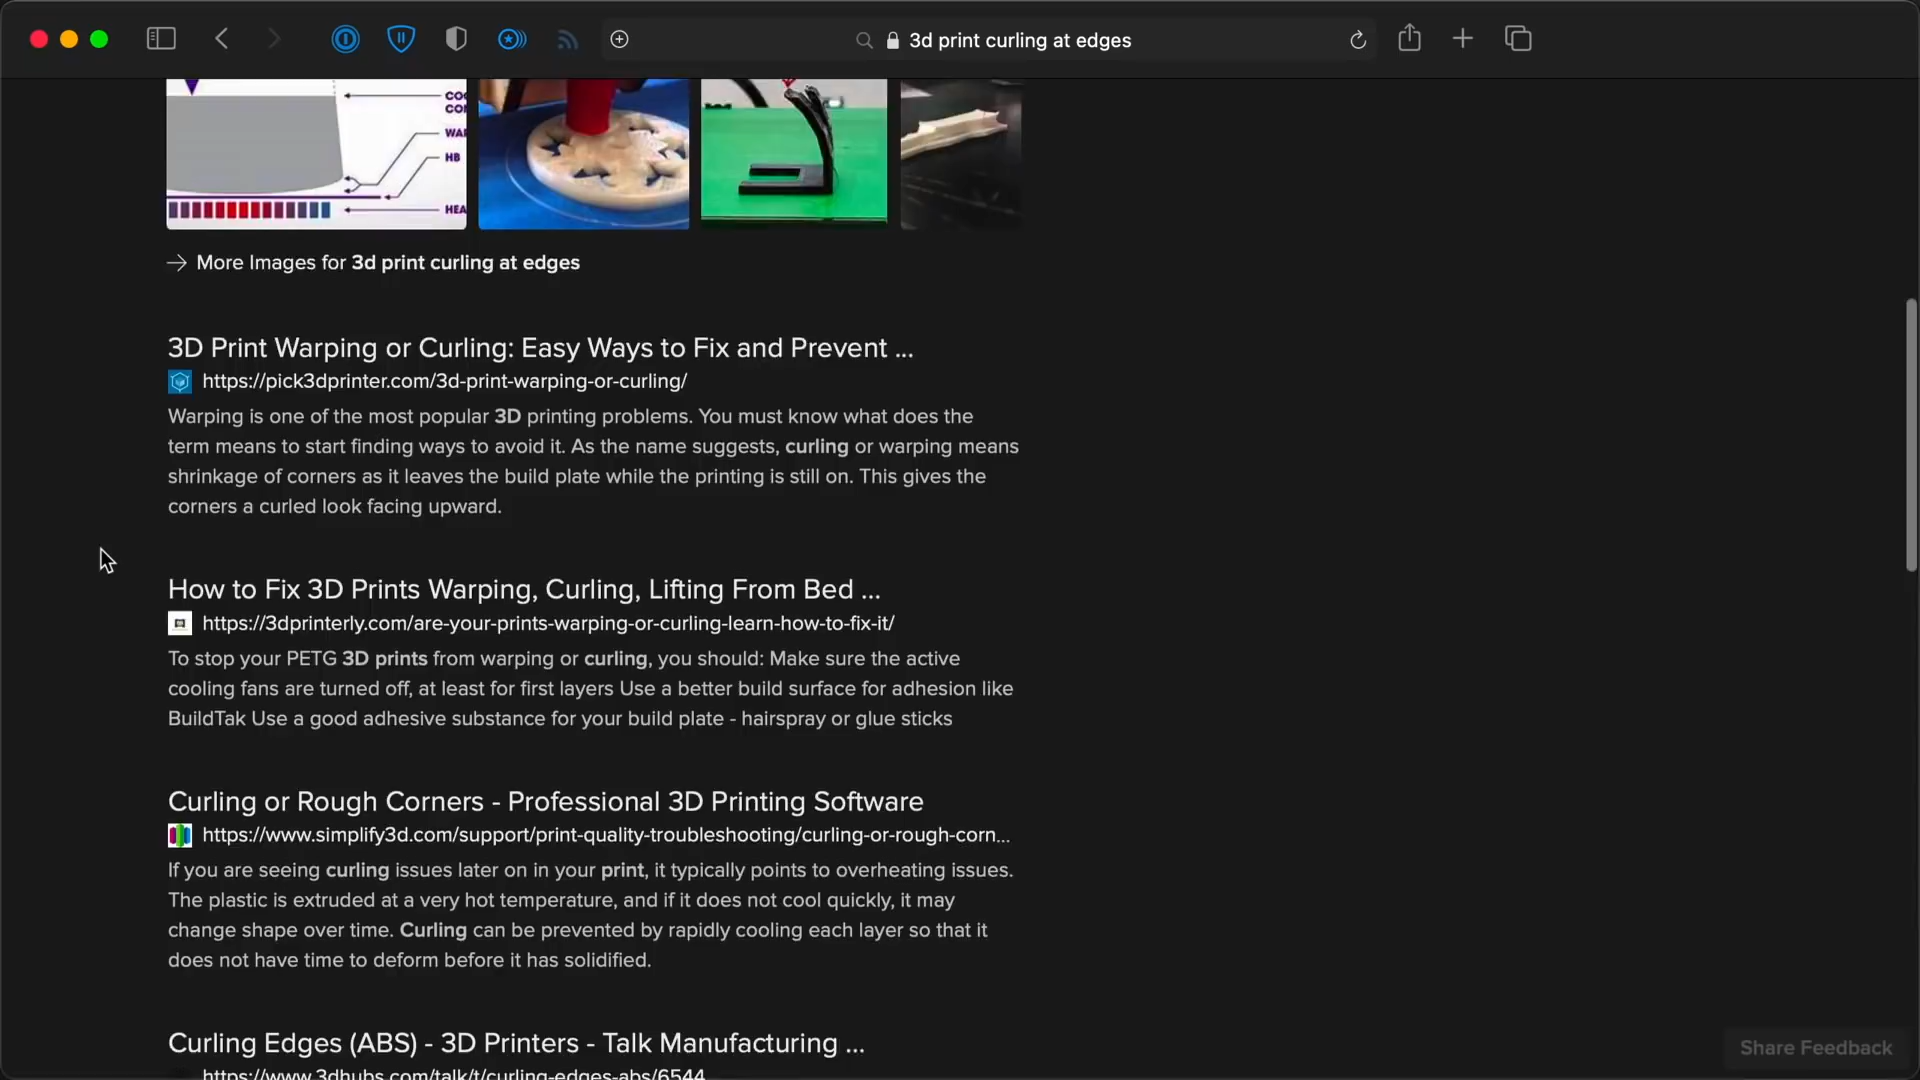 3d print curling at edges
HB
More Images for 3d print curling at edges
3D Print Warping or Curling: Easy Ways to Fix and Prevent ...
https://pick3dprinter.com/3d-print-warping-or-curling/
Warping is one of the most popular 3D printing problems. You must know what does the
term means to start finding ways to avoid it. As the name suggests, curling or warping means
shrinkage of corners as it leaves the build plate while the printing is still on. This gives the
corners a curled look facing upward.
How to Fix 3D Prints Warping, Curling, Lifting From Bed ...
https://3dprinterly.com/are-your-prints-warping-or-curling-learn-how-to-fix-it/
To stop your PETG 3D prints from warping or curling, you should: Make sure the active
cooling fans are turned off, at least for first layers Use a better build surface for adhesion like
BuildTak Use a good adhesive substance for your build plate - hairspray or glue sticks
Curling or Rough Corners - Professional 3D Printing Software
https://www.simplify3d.com/support/print-quality-troubleshooting/curling-or-rough-corn...
If you are seeing curling issues later on in your print, it typically points to overheating issues.
The plastic is extruded at a very hot temperature, and if it does not cool quickly, it may
change shape over time. Curling can be prevented by rapidly cooling each layer so that it
does not have time to deform before it has solidified.
Curling Edges (ABS) - 3D Printers - Talk Manufacturing ...
https://www.3dhubs.com/talk/t/curling-edges-abs/6544
Share Feedback